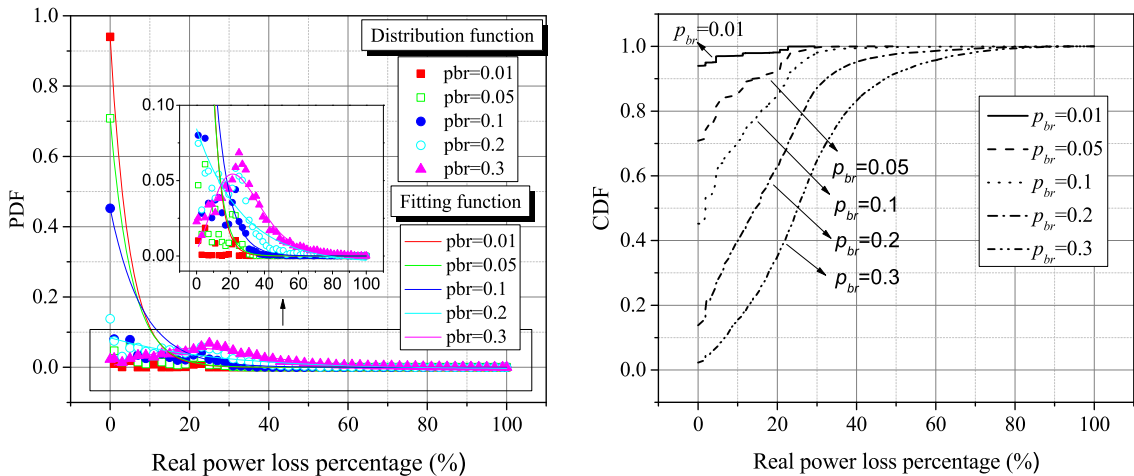 1.0
0.8
0.6
0.4
0.2
0.0
PDF
0 20 40 60 80 100
Real power loss percentage (%)
Distribution function
pbr=0.01
pbr=0.05
pbr=0.1
pbr=0.2
pbr=0.3
Fitting function
pbr=0.01
pbr=0.05
pbr=0.1
pbr=0.2
pbr=0.3
0.10
0.05
0.00
0 20 40 60 80 100
1.0
0.8
0.6
0.4
0.2
0.0
CDF
0 20 40 60 80 100
Real power loss percentage (%)
pbr=0.01
pbr=0.05
pbr=0.1
pbr=0.2
pbr=0.3
pbr=0.01
pbr=0.05
pbr=0.1
pbr=0.2
pbr=0.3